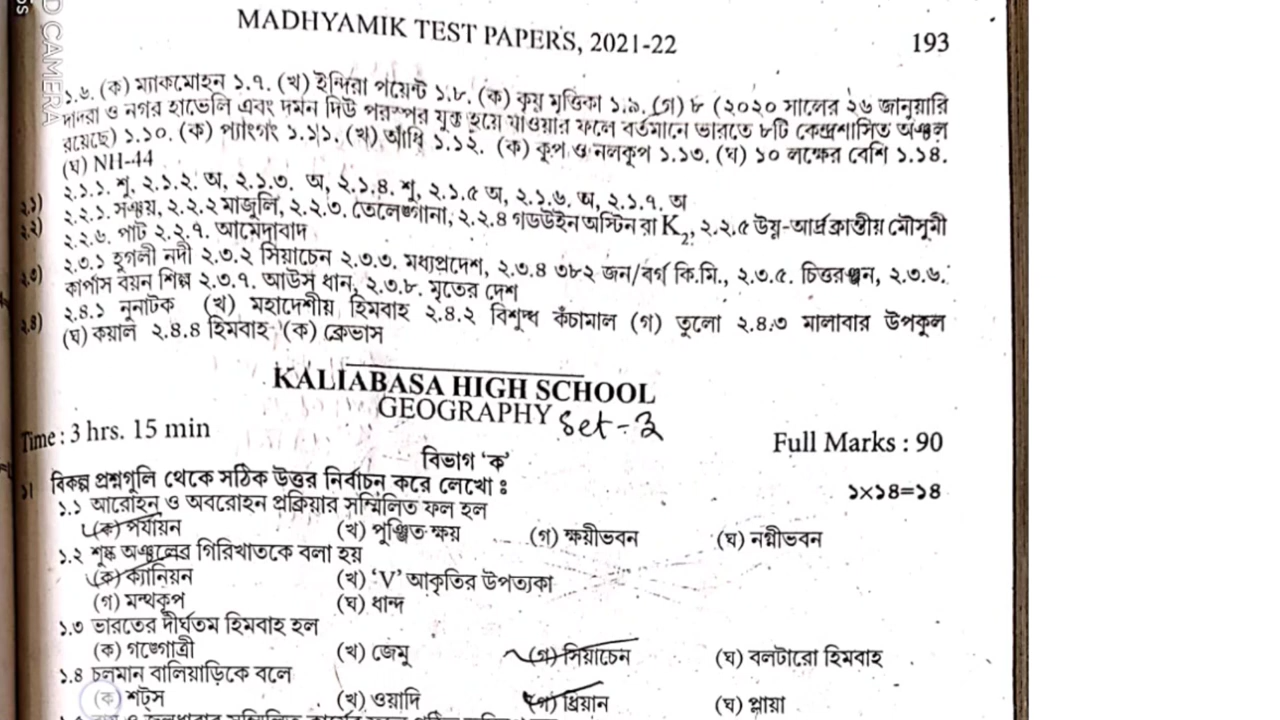 MADHYAMIK TEST PAPERS, 2021-22
193
১.৬. (ক) ম্যাকমোহন ১.৭. (খ) ইন্দিরা পয়েন্ট ১.৮. (ক) কৃষ্ণ মৃত্তিকা ১.৯. (গ) ৮ (২০২০ সালের ২৬ জানুয়ারি
দাদরা ও নগর হাভেলি এবং দমন দিউ পরস্পর যুক্ত হয়ে যাওয়ার ফলে বর্তমানে ভারতে ৮টি কেন্দ্রশাসিত অঞ্চল
রয়েছে) ১.১০. (ক) প্যাংগং ১.১১. (খ) আঁধি ১.১২. (ক) কূপ ও নলকূপ ১.১৩. (ঘ) ১০ লক্ষের বেশি ১.১৪.
(ঘ) NH-44
২.১) ২.১.১. শু, ২.১.২. অ, ২.১.৩. অ, ২.১.৪. শু, ২.১.৫ অ, ২.১.৬. অ, ২.১.৭. অ
২.২) ২.২.১. সঞ্চয়, ২.২.২ মাজুলি, ২.২.৩. তেলেঙ্গানা, ২.২.৪ গডউইন অস্টিন রা K2, ২.২.৫ উষ্ণ-আর্দ্র ক্রান্তীয় মৌসুমী
২.২.৬. পাট ২.২.৭. আমেদাবাদ
২.৩) ২.৩.১ হুগলী নদী ২.৩.২ সিয়াচেন ২.৩.৩. মধ্যপ্রদেশ, ২.৩.৪ ৩৮২ জন/বর্গ কি.মি., ২.৩.৫. চিত্তরঞ্জন, ২.৩.৬.
কার্পাস বয়ন শিল্প ২.৩.৭. আউস ধান, ২.৩.৮. মৃতের দেশ
২.৪) ২.৪.১ নুনাটক (খ) মহাদেশীয় হিমবাহ ২.৪.২ বিশুদ্ধ কাঁচামাল (গ) তুলো ২.৪.৩ মালাবার উপকূল
(ঘ) কয়াল ২.৪.৪ হিমবাহ (ক) ক্রেভাস
KALIABASA HIGH SCHOOL
GEOGRAPHY Set-3
Time : 3 hrs. 15 min
Full Marks : 90
বিভাগ ‘ক’
১। বিকল্প প্রশ্নগুলি থেকে সঠিক উত্তর নির্বাচন করে লেখো : ১×১৪=১৪
১.১ আরোহন ও অবরোহন প্রক্রিয়ার সম্মিলিত ফল হল
(ক) পর্যায়ন (খ) পুঞ্জিত ক্ষয় (গ) ক্ষয়ীভবন (ঘ) নগ্নীভবন
১.২ শুষ্ক অঞ্চলের গিরিখাতকে বলা হয়
(ক) ক্যানিয়ন (খ) ‘V’ আকৃতির উপত্যকা
(গ) মন্থকূপ (ঘ) ধান্দ
১.৩ ভারতের দীর্ঘতম হিমবাহ হল
(ক) গঙ্গোত্রী (খ) জেমু (গ) সিয়াচেন (ঘ) বলটারো হিমবাহ
১.৪ চলমান বালিয়াড়িকে বলে
(ক) শটস (খ) ওয়াদি (গ) থ্রিয়ান (ঘ) প্লায়া